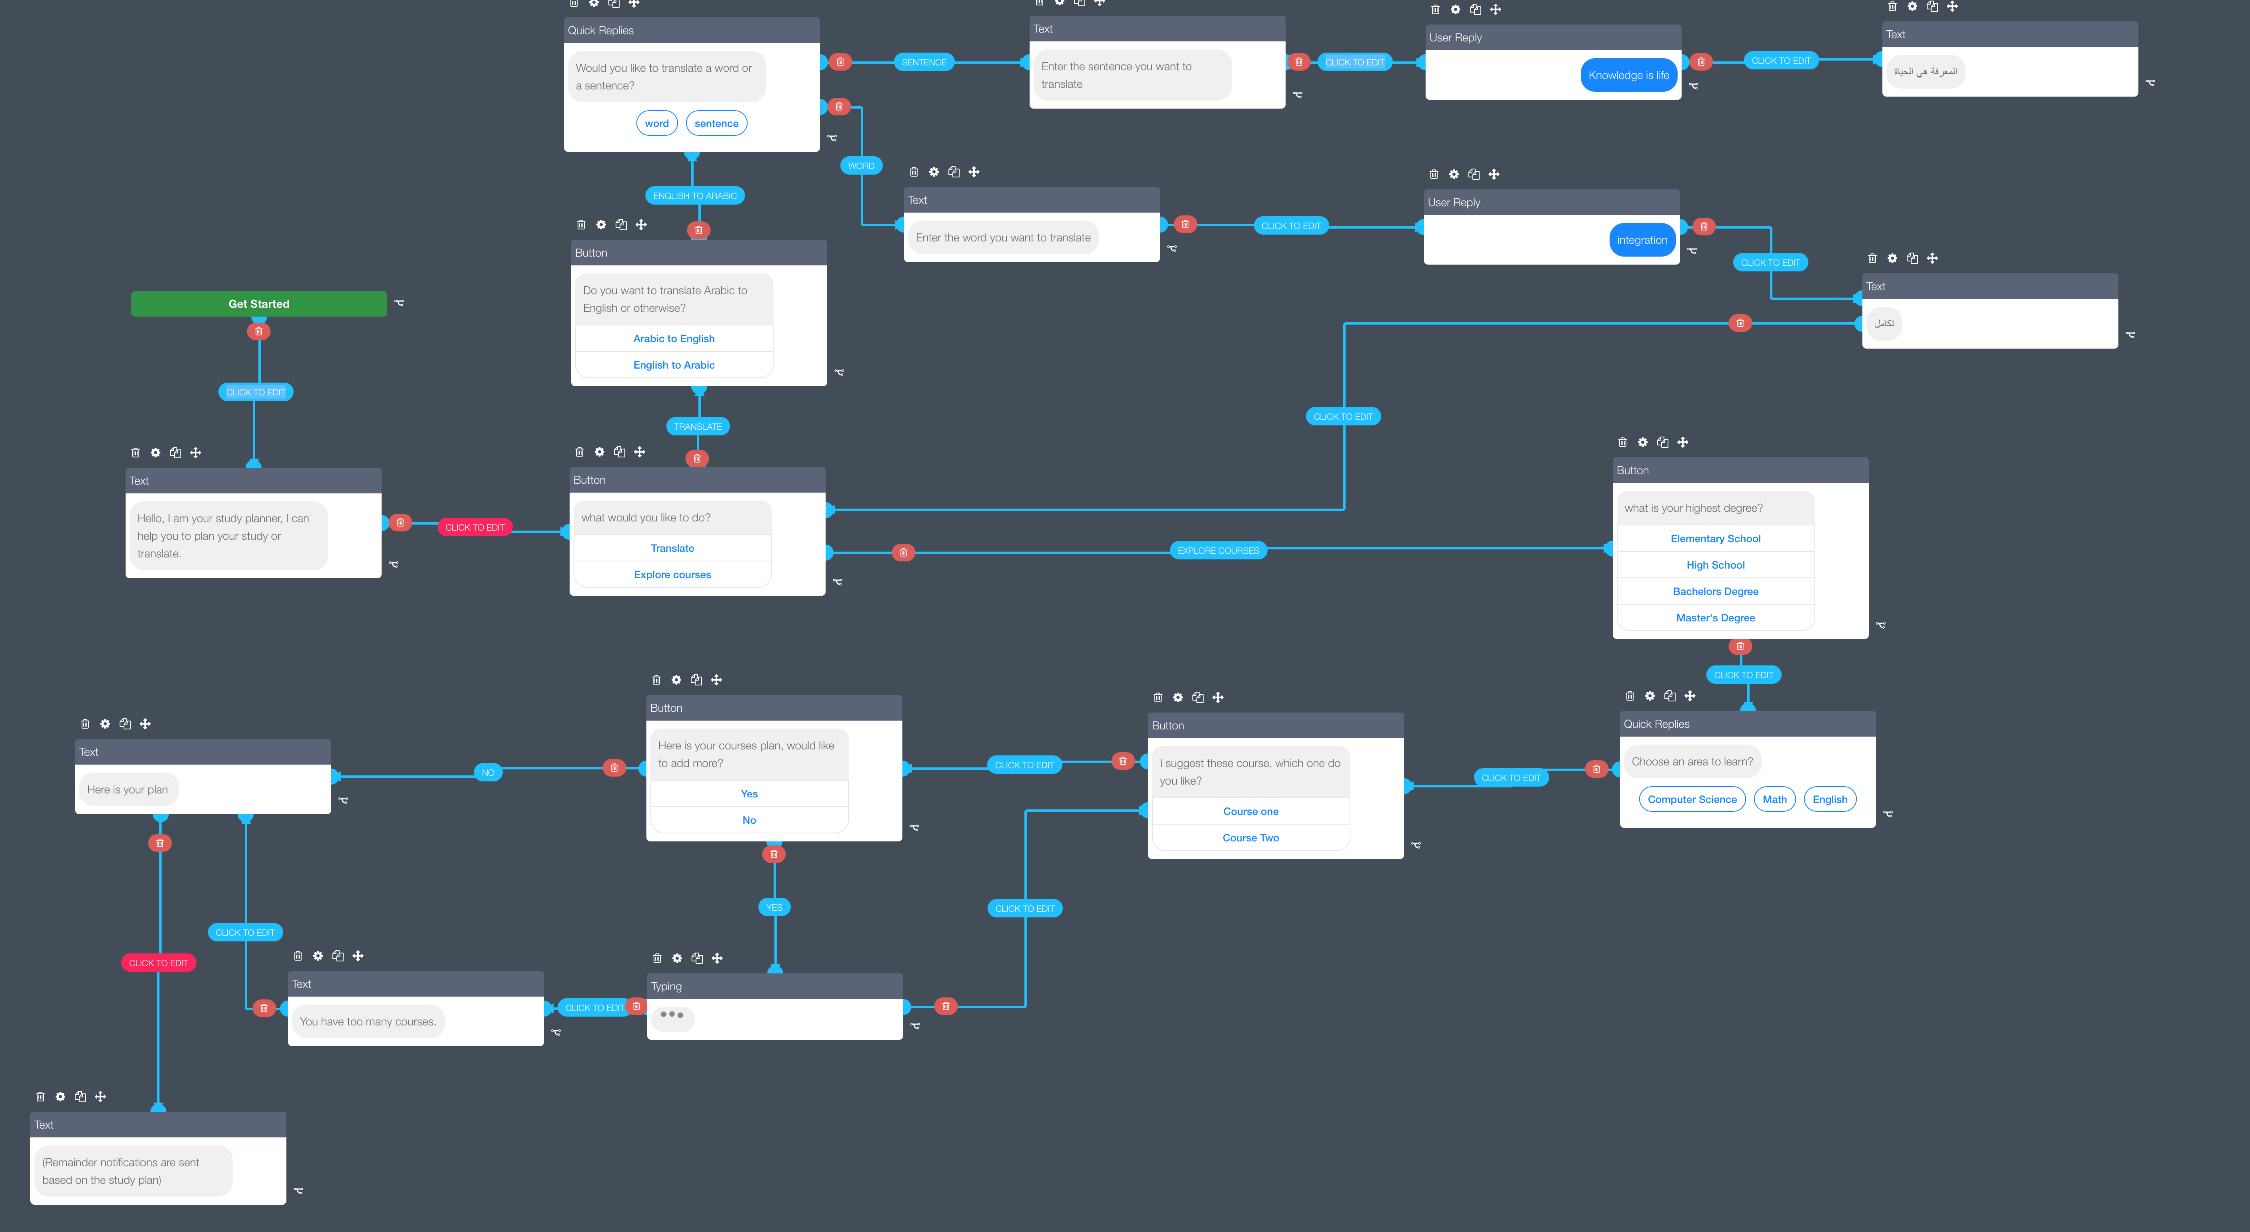 Quick Replies
Would you like to translate a word or
a sentence?
word
sentence
SENTENCE
Text
Enter the sentence you want to
translate
CLICK TO EDIT
User Reply
Knowledge is life
CLICK TO EDIT
Text
المعرفة هي الحياة
WORD
ENGLISH TO ARABIC
Text
Enter the word you want to translate
CLICK TO EDIT
User Reply
integration
CLICK TO EDIT
Text
تكامل
Button
Do you want to translate Arabic to
English or otherwise?
Arabic to English
English to Arabic
Get Started
CLICK TO EDIT
TRANSLATE
CLICK TO EDIT
Text
Hello, I am your study planner, I can
help you to plan your study or
translate.
CLICK TO EDIT
Button
what would you like to do?
Translate
Explore courses
EXPLORE COURSES
Button
what is your highest degree?
Elementary School
High School
Bachelors Degree
Master's Degree
CLICK TO EDIT
Text
Here is your plan
NO
Button
Here is your courses plan, would like
to add more?
Yes
No
CLICK TO EDIT
Button
I suggest these course, which one do
you like?
Course one
Course Two
CLICK TO EDIT
Quick Replies
Choose an area to learn?
Computer Science
Math
English
YES
CLICK TO EDIT
CLICK TO EDIT
CLICK TO EDIT
Text
You have too many courses.
CLICK TO EDIT
Typing
Text
(Remainder notifications are sent
based on the study plan)